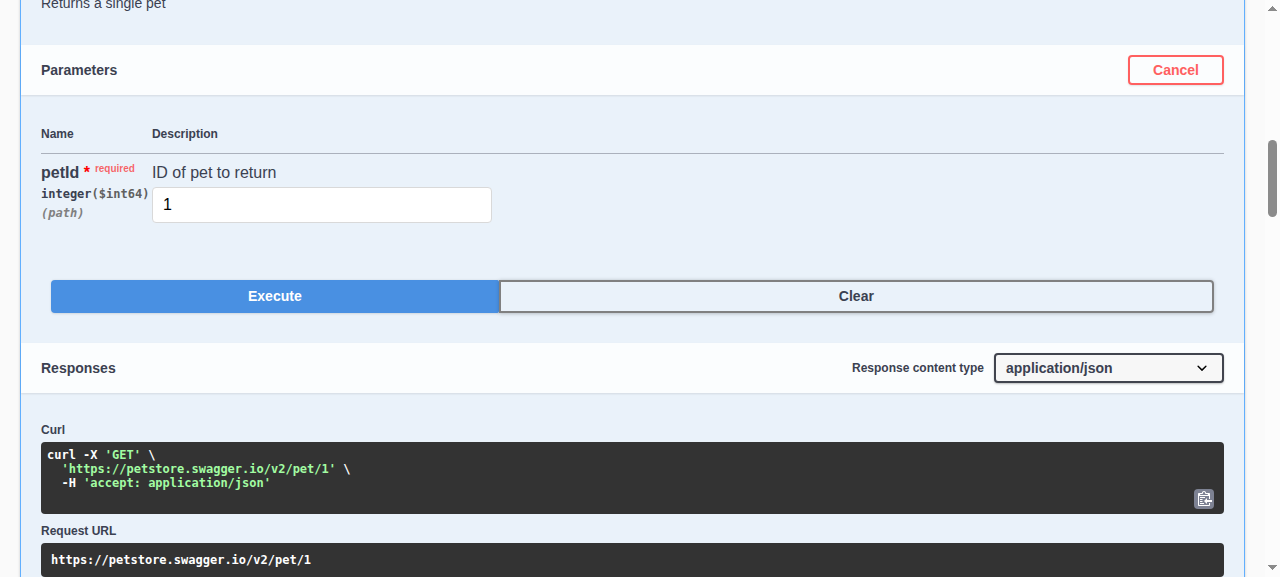 Returns a single pet
Parameters
Cancel
Name Description
petId * required
integer($int64)
(path)
ID of pet to return
1
Execute
Clear
Responses
Response content type
application/json
Curl
curl -X 'GET' \
  'https://petstore.swagger.io/v2/pet/1' \
  -H 'accept: application/json'
Request URL
https://petstore.swagger.io/v2/pet/1